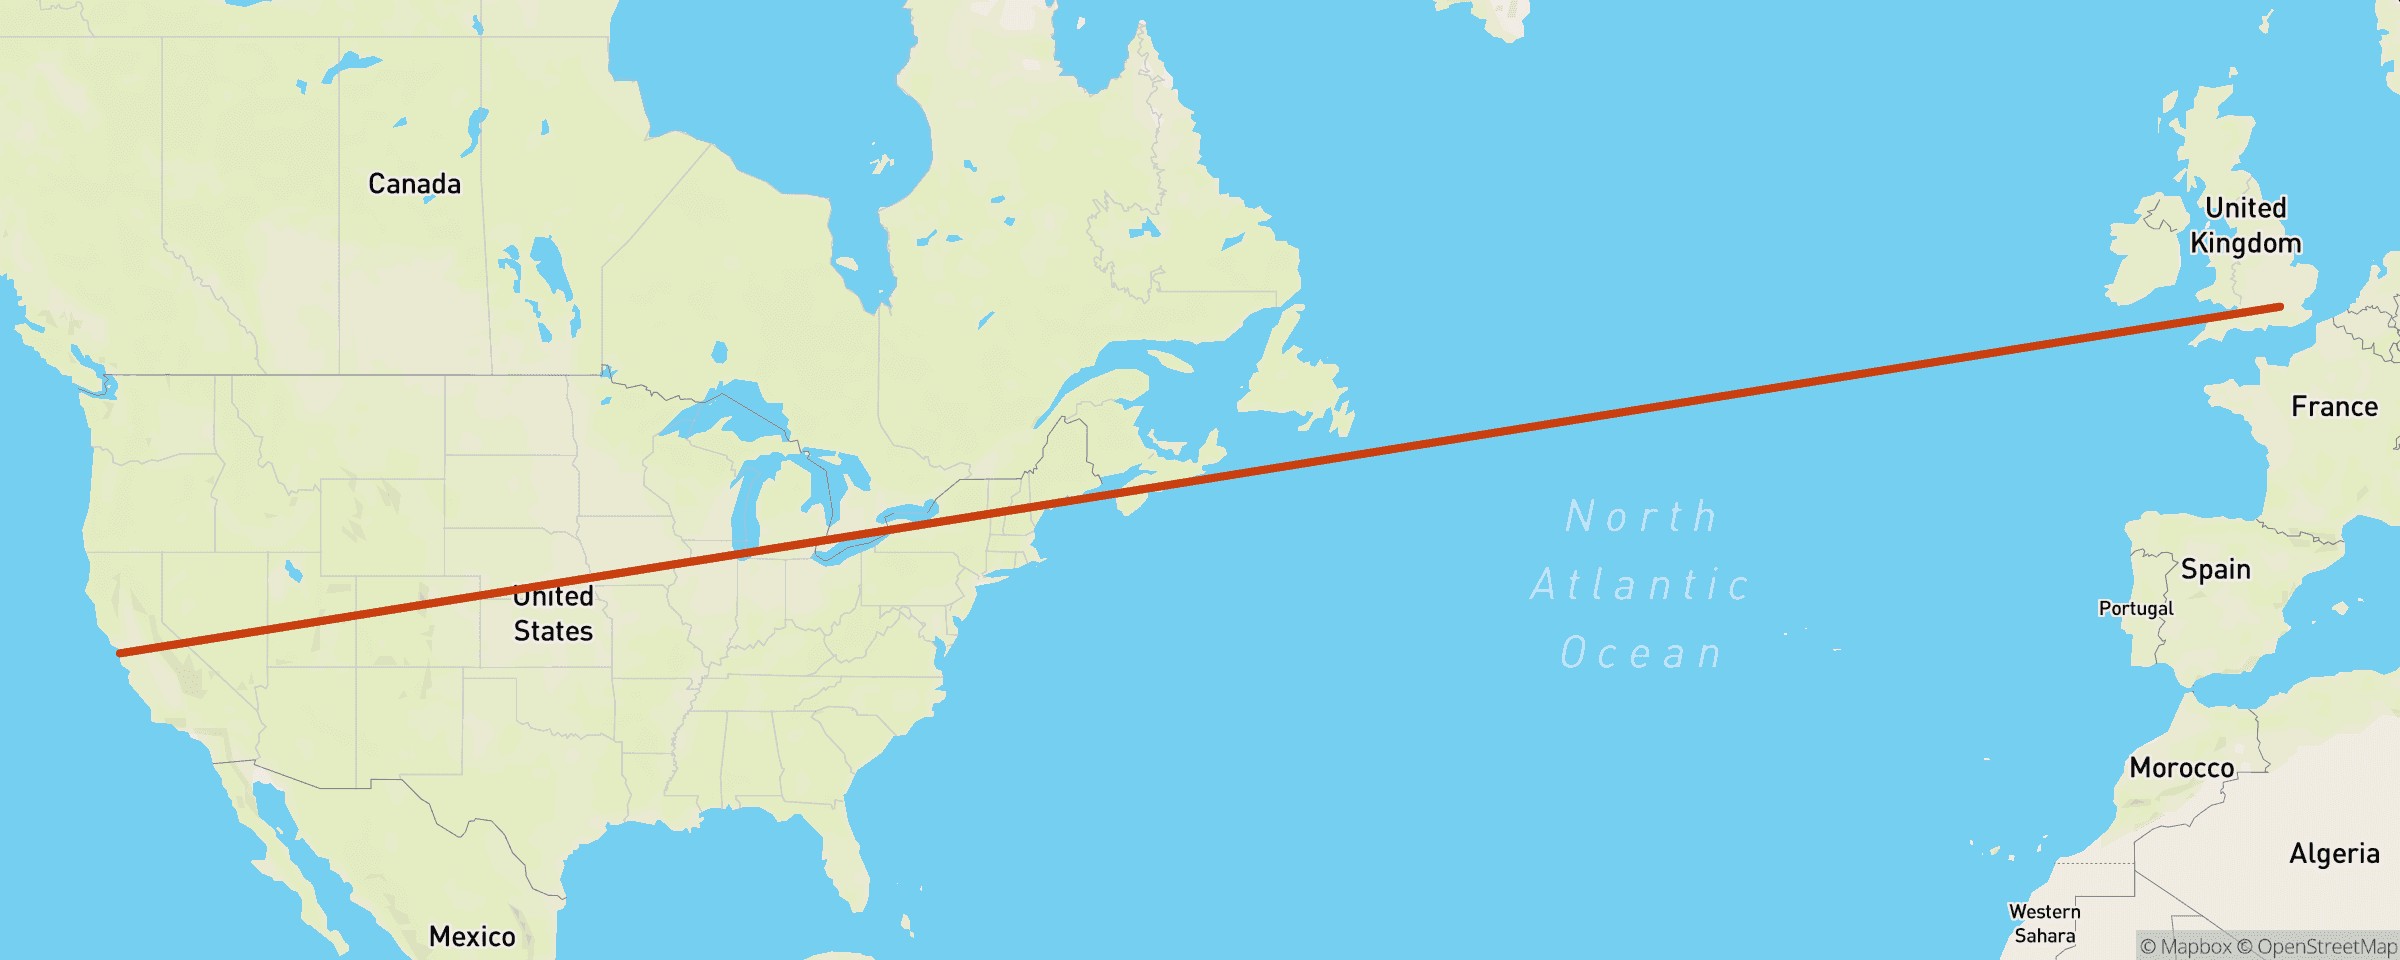 Canada
United
Kingdom
France
North
Atlantic
Ocean
Spain
Portugal
United
States
Morocco
Algeria
Western
Sahara
Mexico
© Mapbox © OpenStreetMap